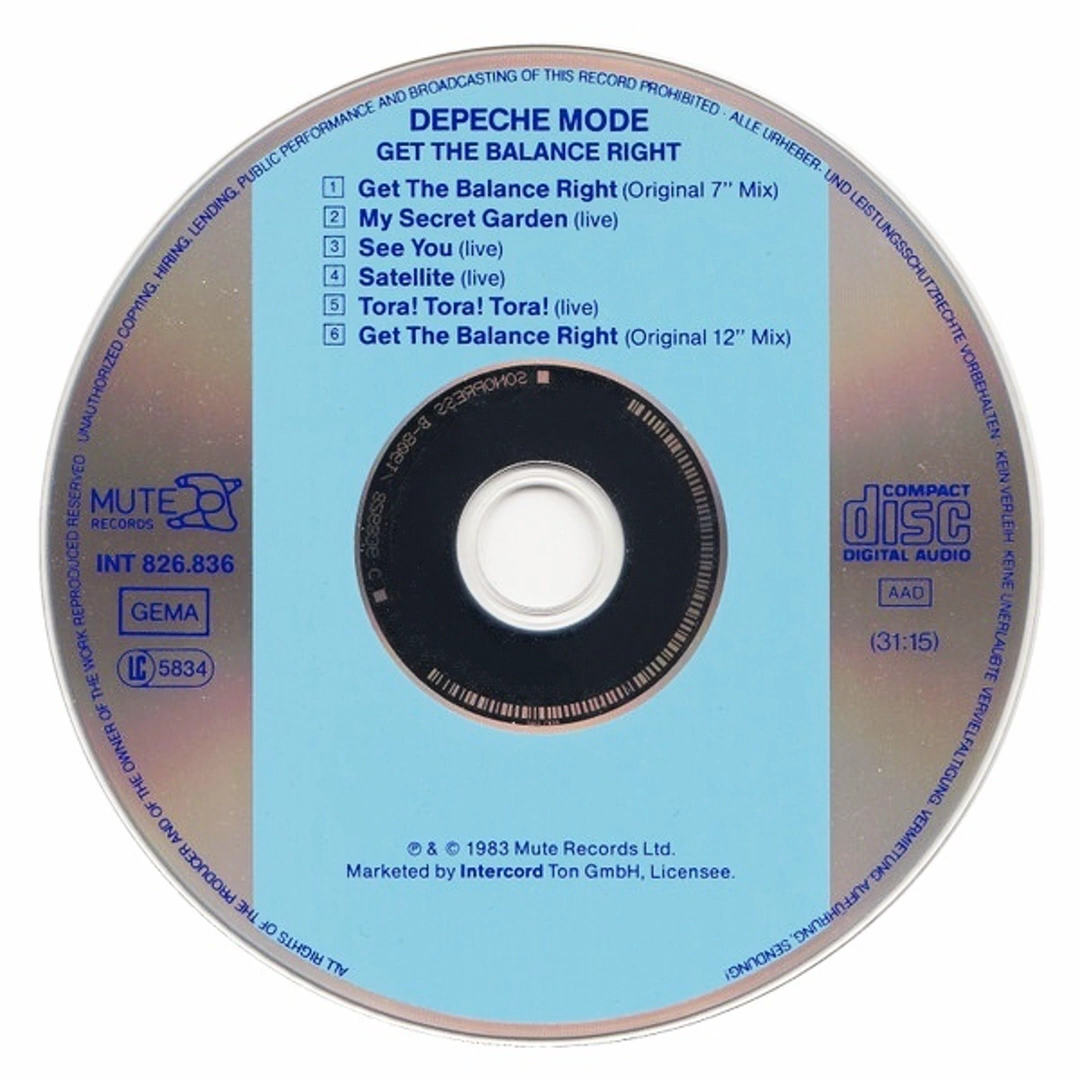 UNAUTHORIZED COPYING, HIRING, LENDING, PUBLIC PERFORMANCE AND BROADCASTING OF THIS RECORD PROHIBITED · ALLE URHEBER- UND LEISTUNGSSCHUTZRECHTE VORBEHALTEN · KEIN VERLEIH KEINE UNERLAUBTE VERVIELFÄLTIGUNG, VERMIETUNG, AUFFÜHRUNG, SENDUNG!
DEPECHE MODE
GET THE BALANCE RIGHT
1 Get The Balance Right (Original 7” Mix)
2 My Secret Garden (live)
3 See You (live)
4 Satellite (live)
5 Tora! Tora! Tora! (live)
6 Get The Balance Right (Original 12” Mix)
SONOPRESS B-8061\ 826836 C
MUTE
RECORDS
INT 826.836
GEMA
LC 5834
COMPACT
disc
DIGITAL AUDIO
AAD
(31:15)
℗ & © 1983 Mute Records Ltd.
Marketed by Intercord Ton GmbH, Licensee.
ALL RIGHTS OF THE PRODUCER AND OF THE OWNER OF THE WORK REPRODUCED RESERVED